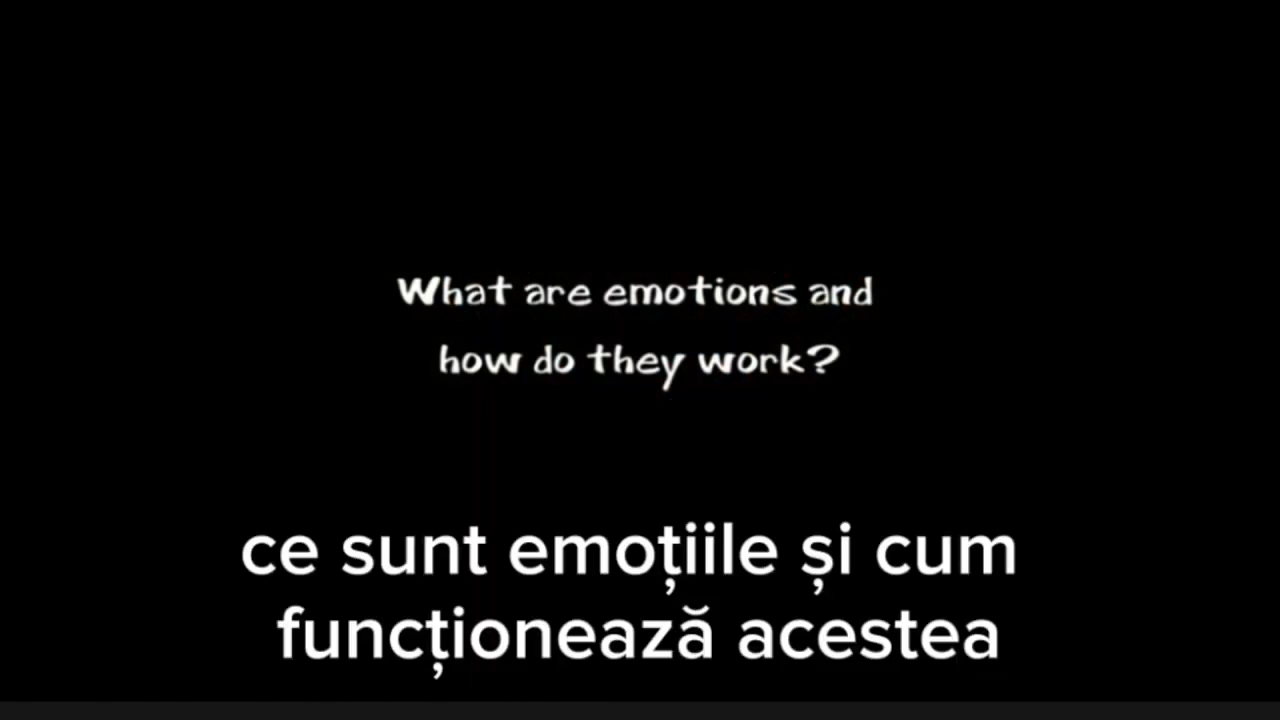 What are emotions and
how do they work?
ce sunt emoțiile și cum
funcționează acestea